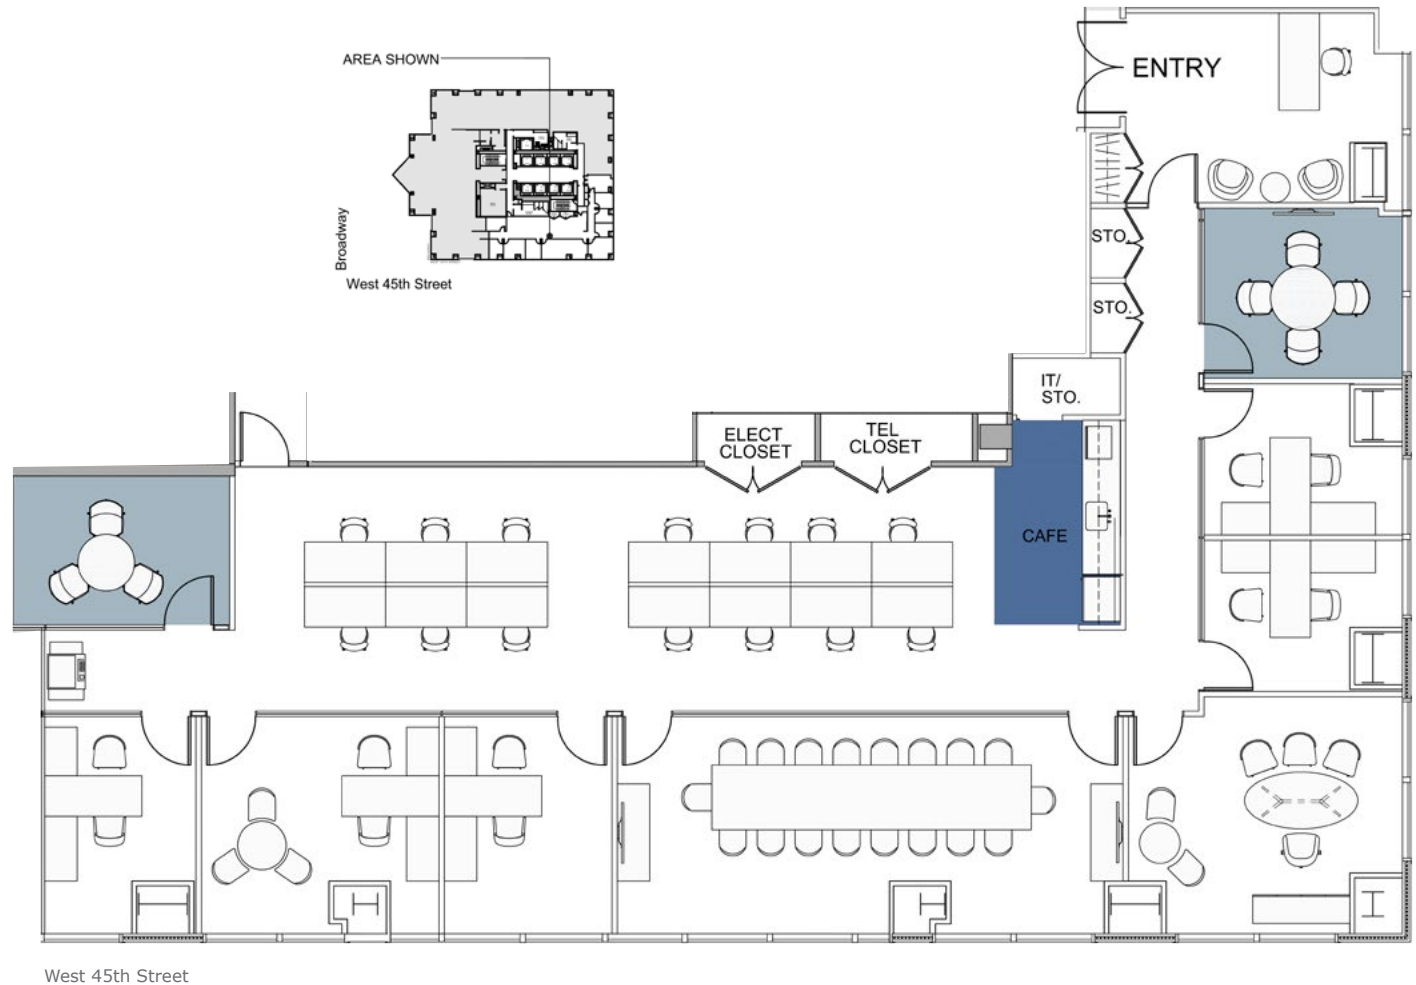 AREA SHOWN
ENTRY
Broadway
West 45th Street
STO.
STO.
IT/
STO.
ELECT
CLOSET
TEL
CLOSET
CAFE
West 45th Street